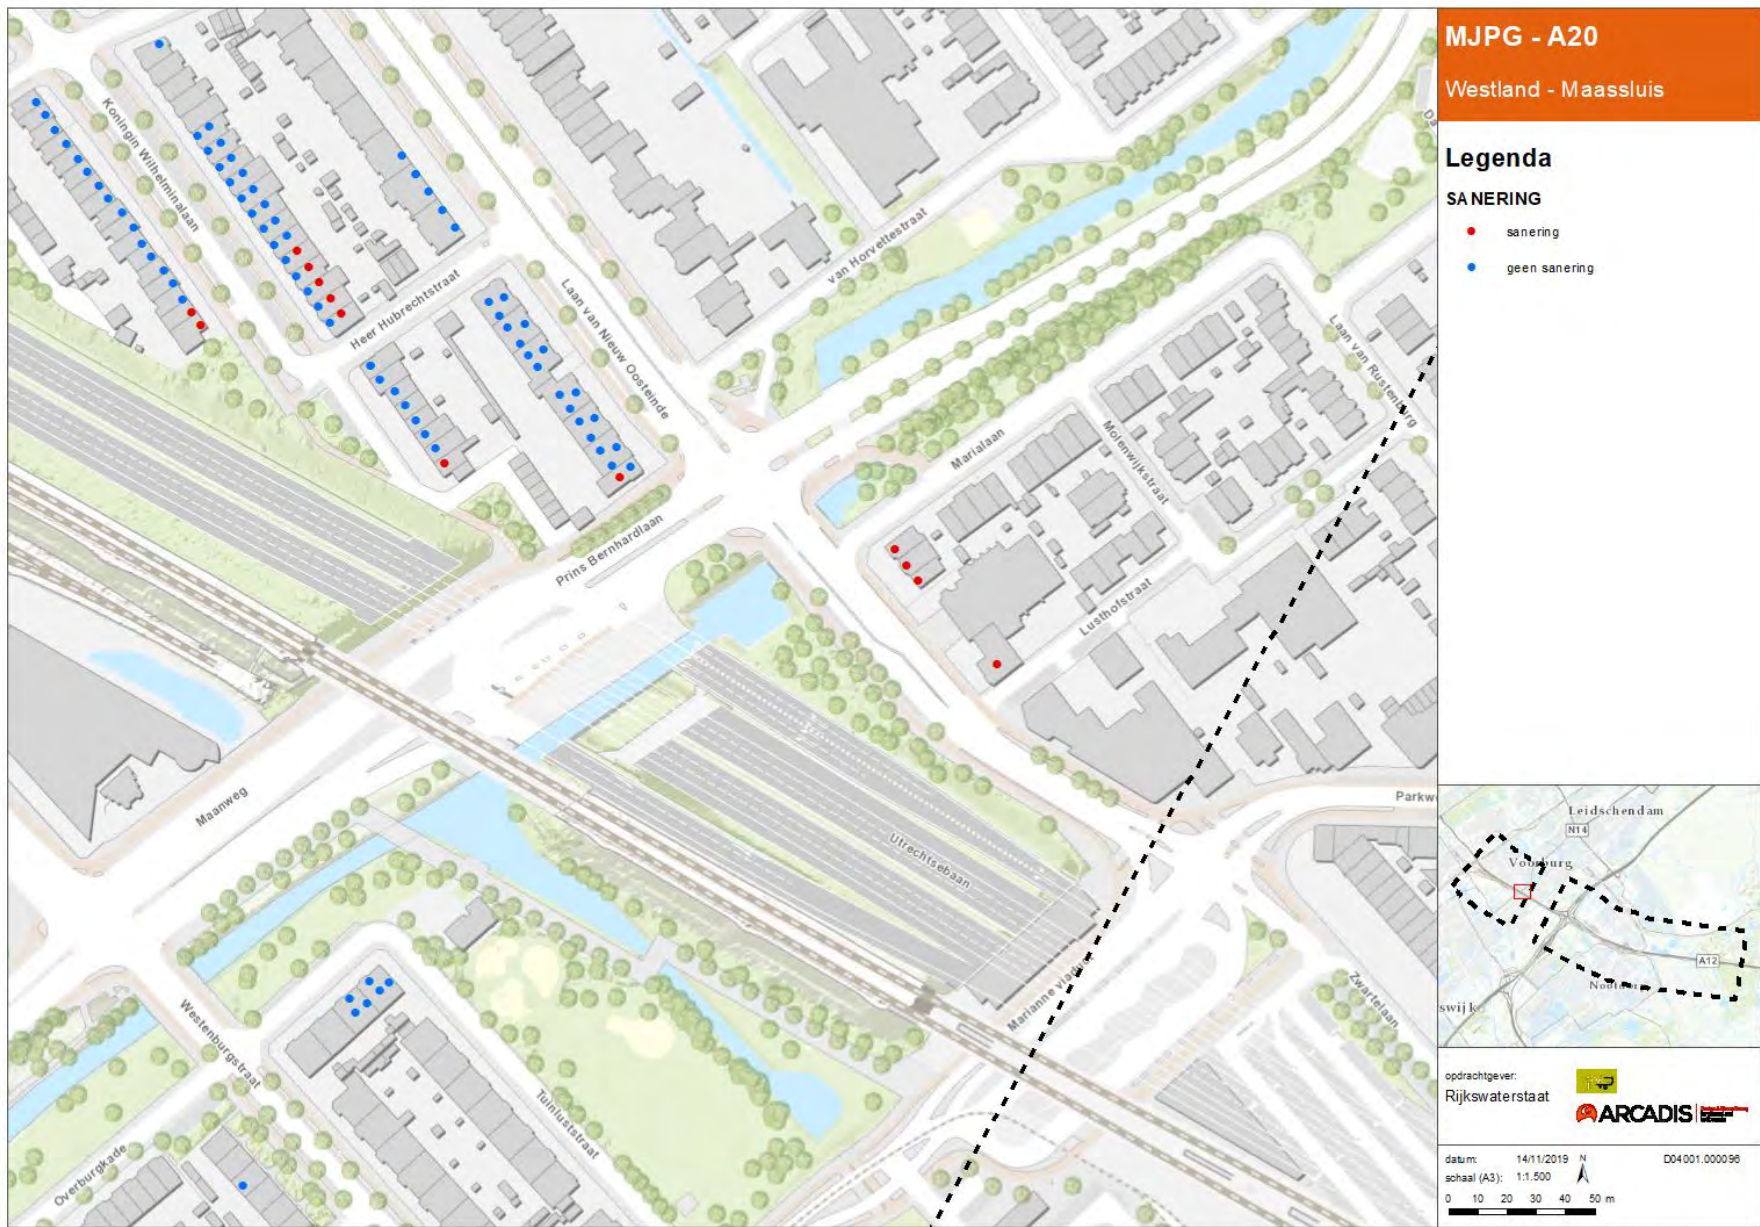 MJPG - A20
Westland - Maassluis
Legenda
SANERING
sanering
geen sanering
Koningin Wilhelminalaan
Heer Hubrechtstraat
Laan van Nieuw Oosteinde
van Horvettestraat
Laan van Rustenburg
Marialaan
Molenwijkstraat
Prins Bernhardlaan
Lusthofstraat
Maanweg
Utrechtsebaan
Parkw
Marianne viaduct
Zwartelaan
Westenburgstraat
Tuinluststraat
Overburgkade
Leidschendam
N14
Voorburg
A12
swijk
opdrachtgever:
Rijkswaterstaat
ARCADIS
datum: 14/11/2019 N D04001.000096
schaal (A3): 1:1.500
0 10 20 30 40 50 m